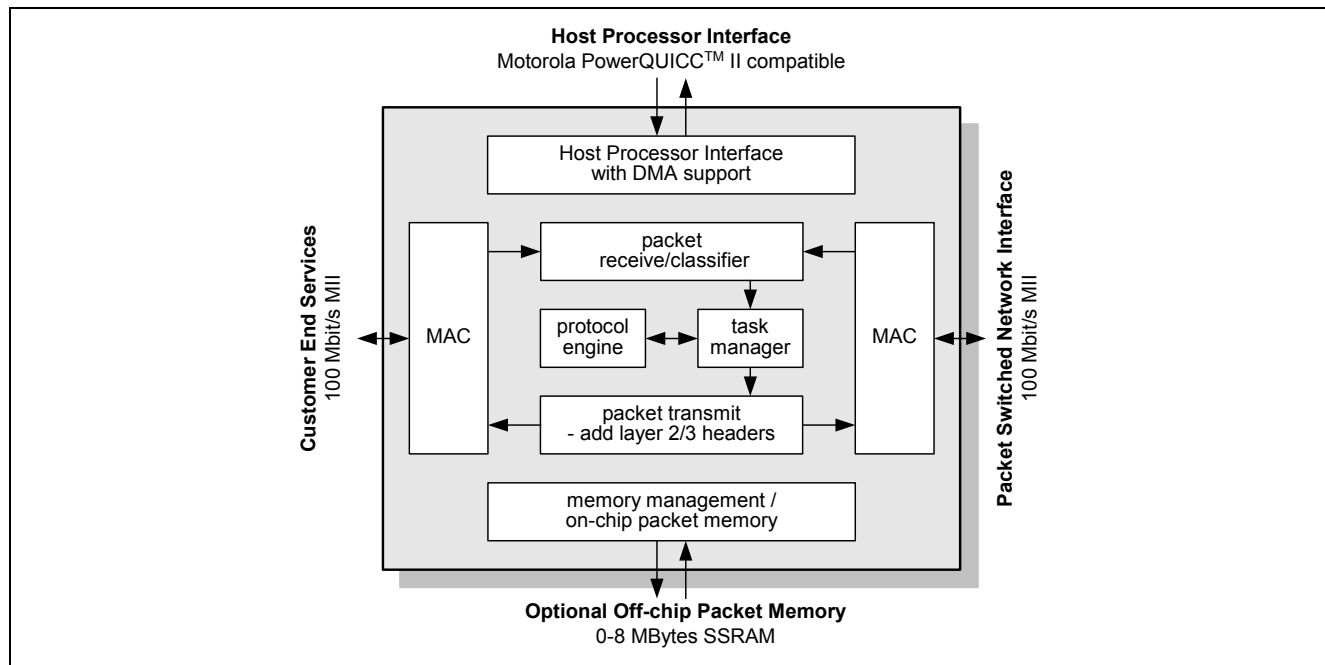 Host Processor Interface
Motorola PowerQUICC™ II compatible
Host Processor Interface
with DMA support
Customer End Services
100 Mbit/s MII
MAC
packet
receive/classifier
protocol
engine
task
manager
packet transmit
- add layer 2/3 headers
MAC
Packet Switched Network Interface
100 Mbit/s MII
memory management /
on-chip packet memory
Optional Off-chip Packet Memory
0-8 MBytes SSRAM